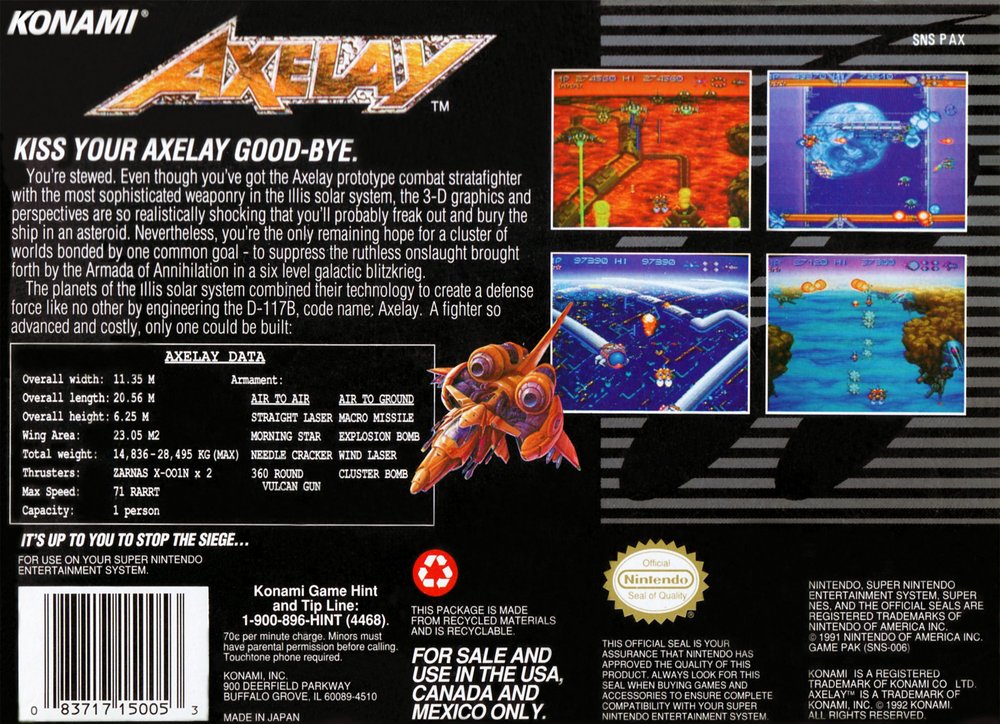 KONAMI®
AXELAY™
SNS PAX
KISS YOUR AXELAY GOOD-BYE.
You're stewed. Even though you've got the Axelay prototype combat stratafighter
with the most sophisticated weaponry in the Illis solar system, the 3-D graphics and
perspectives are so realistically shocking that you'll probably freak out and bury the
ship in an asteroid. Nevertheless, you're the only remaining hope for a cluster of
worlds bonded by one common goal - to suppress the ruthless onslaught brought
forth by the Armada of Annihilation in a six level galactic blitzkrieg.
The planets of the Illis solar system combined their technology to create a defense
force like no other by engineering the D-117B, code name; Axelay. A fighter so
advanced and costly, only one could be built:
AXELAY DATA
Overall width: 11.35 M
Overall length: 20.56 M
Overall height: 6.25 M
Wing Area: 23.05 M2
Total weight: 14,836-28,495 KG(MAX)
Thrusters: ZARNAS X-001N x 2
Max Speed: 71 RARRT
Capacity: 1 person
Armament:
AIR TO AIR AIR TO GROUND
STRAIGHT LASER MACRO MISSILE
MORNING STAR EXPLOSION BOMB
NEEDLE CRACKER WIND LASER
360 ROUND CLUSTER BOMB
VULCAN GUN
1P 274360 HI 274360
1P 97390 HI 97390
IT'S UP TO YOU TO STOP THE SIEGE...
FOR USE ON YOUR SUPER NINTENDO
ENTERTAINMENT SYSTEM.
0 83717 15005 3
Konami Game Hint
and Tip Line:
1-900-896-HINT (4468).
70c per minute charge. Minors must
have parental permission before calling.
Touchtone phone required.
KONAMI, INC.
900 DEERFIELD PARKWAY
BUFFALO GROVE, IL 60089-4510
MADE IN JAPAN
THIS PACKAGE IS MADE
FROM RECYCLED MATERIALS
AND IS RECYCLABLE.
FOR SALE AND
USE IN THE USA,
CANADA AND
MEXICO ONLY.
Official
Nintendo
Seal of Quality
THIS OFFICIAL SEAL IS YOUR
ASSURANCE THAT NINTENDO HAS
APPROVED THE QUALITY OF THIS
PRODUCT. ALWAYS LOOK FOR THIS
SEAL WHEN BUYING GAMES AND
ACCESSORIES TO ENSURE COMPLETE
COMPATIBILITY WITH YOUR SUPER
NINTENDO ENTERTAINMENT SYSTEM.
NINTENDO, SUPER NINTENDO
ENTERTAINMENT SYSTEM, SUPER
NES, AND THE OFFICIAL SEALS ARE
REGISTERED TRADEMARKS OF
NINTENDO OF AMERICA INC.
© 1991 NINTENDO OF AMERICA INC.
GAME PAK (SNS-006)
KONAMI IS A REGISTERED
TRADEMARK OF KONAMI CO LTD.
AXELAY™ IS A TRADEMARK OF
KONAMI, INC. © 1992 KONAMI.
ALL RIGHTS RESERVED